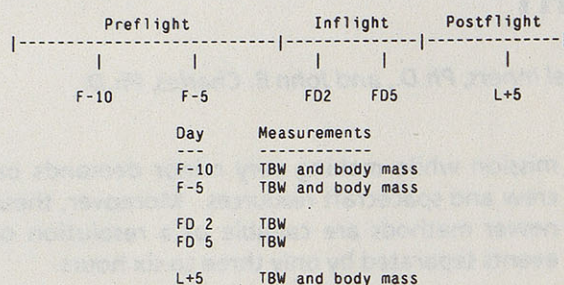 Preflight Inflight Postflight
F-10 F-5 FD2 FD5 L+5
Day Measurements
F-10 TBW and body mass
F-5 TBW and body mass
FD 2 TBW
FD 5 TBW
L+5 TBW and body mass